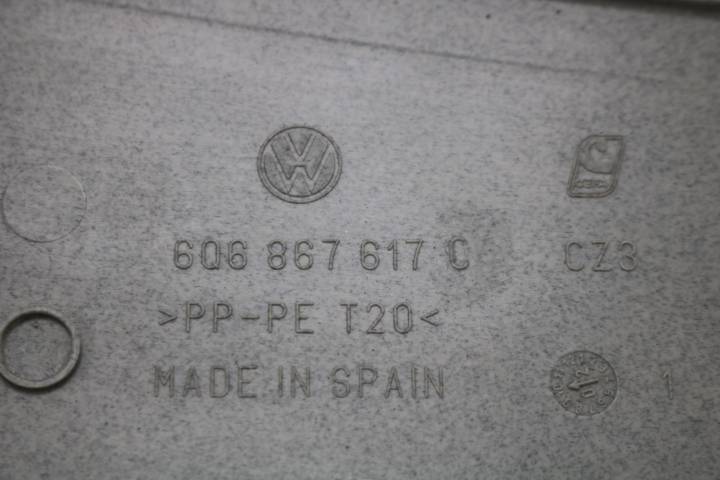 6Q6 867 617 C CZ3
>PP-PE T20<
MADE IN SPAIN 1